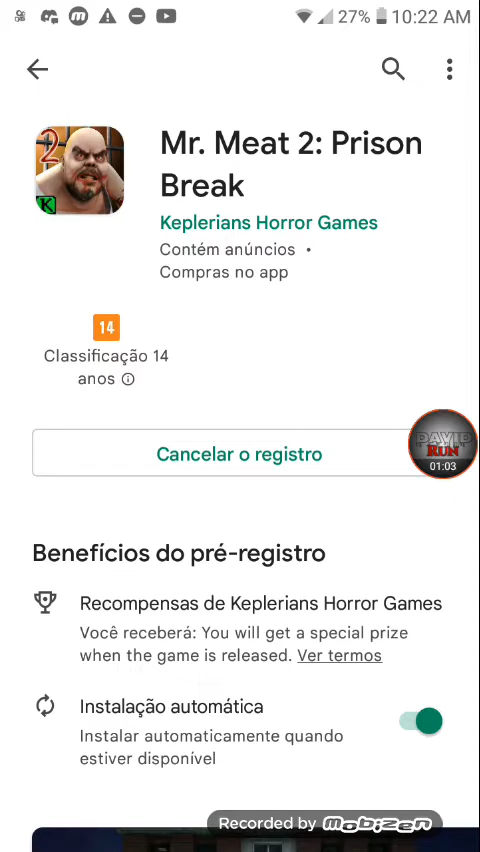 27% 10:22 AM
2
K
Mr. Meat 2: Prison
Break
Keplerians Horror Games
Contém anúncios •
Compras no app
14
Classificação 14
anos
Cancelar o registro
DAVID
RUN
01:03
Benefícios do pré-registro
Recompensas de Keplerians Horror Games
Você receberá: You will get a special prize
when the game is released. Ver termos
Instalação automática
Instalar automaticamente quando
estiver disponível
Recorded by mobizen